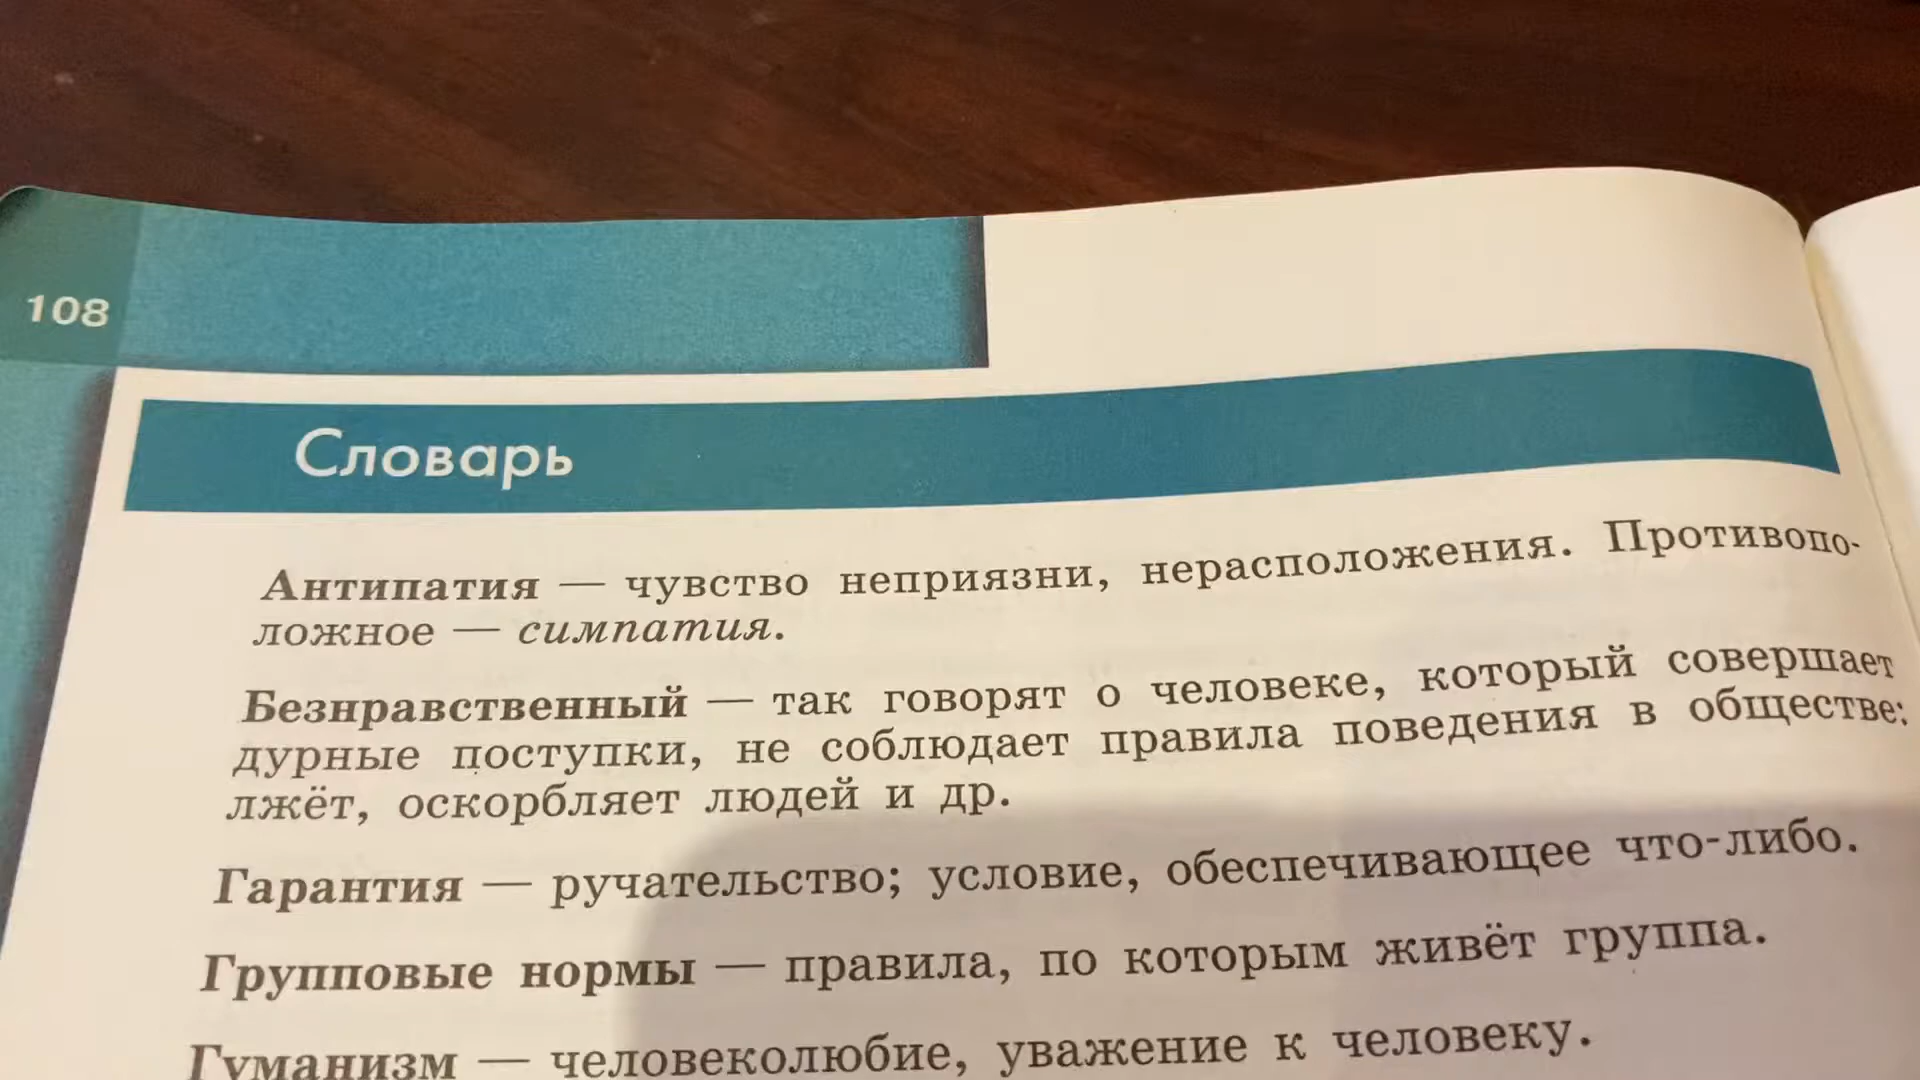 108
Словарь
Антипатия — чувство неприязни, нерасположения. Противопо-
ложное — симпатия.
Безнравственный — так говорят о человеке, который совершает
дурные поступки, не соблюдает правила поведения в обществе:
лжёт, оскорбляет людей и др.
Гарантия — ручательство; условие, обеспечивающее что-либо.
Групповые нормы — правила, по которым живёт группа.
Гуманизм — человеколюбие, уважение к человеку.